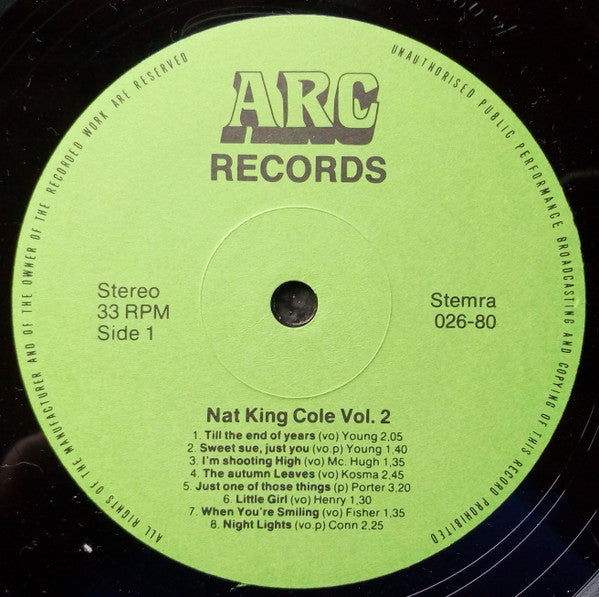 ALL RIGHTS OF THE MANUFACTURER AND OF THE OWNER OF THE RECORDED WORK ARE RESERVED
UNAUTHORISED PUBLIC PERFORMANCE BROADCASTING AND COPYING OF THIS RECORD PROHIBITED
ARC
RECORDS
Stereo
33 RPM
Side 1
Stemra
026-80
Nat King Cole Vol. 2
1. Till the end of years (vo) Young 2,05
2. Sweet sue, just you (vo p) Young 1,40
3. I'm shooting High (vo) Mc. Hugh 1,35
4. The autumn Leaves (vo) Kosma 2,45
5. Just one of those things (p) Porter 3.20
6. Little Girl (vo) Henry 1,30
7. When You're Smiling (vo) Fisher 1,35
8. Night Lights (vo p) Conn 2,25